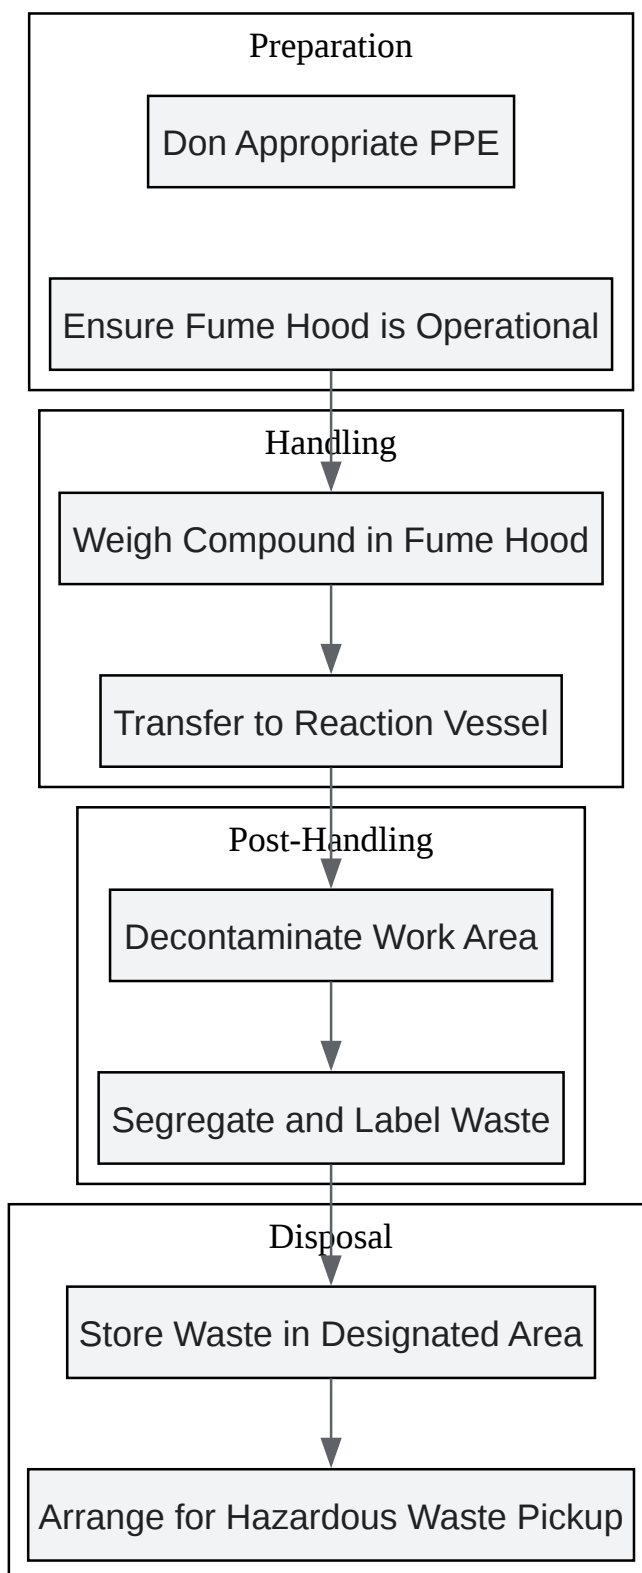 Preparation
Don Appropriate PPE
Ensure Fume Hood is Operational
Handling
Weigh Compound in Fume Hood
Transfer to Reaction Vessel
Post-Handling
Decontaminate Work Area
Segregate and Label Waste
Disposal
Store Waste in Designated Area
Arrange for Hazardous Waste Pickup